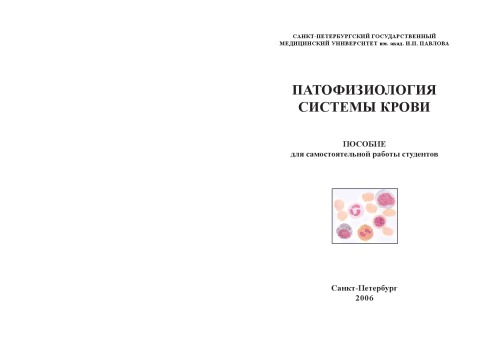 САНКТ-ПЕТЕРБУРГСКИЙ ГОСУДАРСТВЕННЫЙ
МЕДИЦИНСКИЙ УНИВЕРСИТЕТ им. акад. И.П. ПАВЛОВА
ПАТОФИЗИОЛОГИЯ
СИСТЕМЫ КРОВИ
ПОСОБИЕ
для самостоятельной работы студентов
Санкт-Петербург
2006